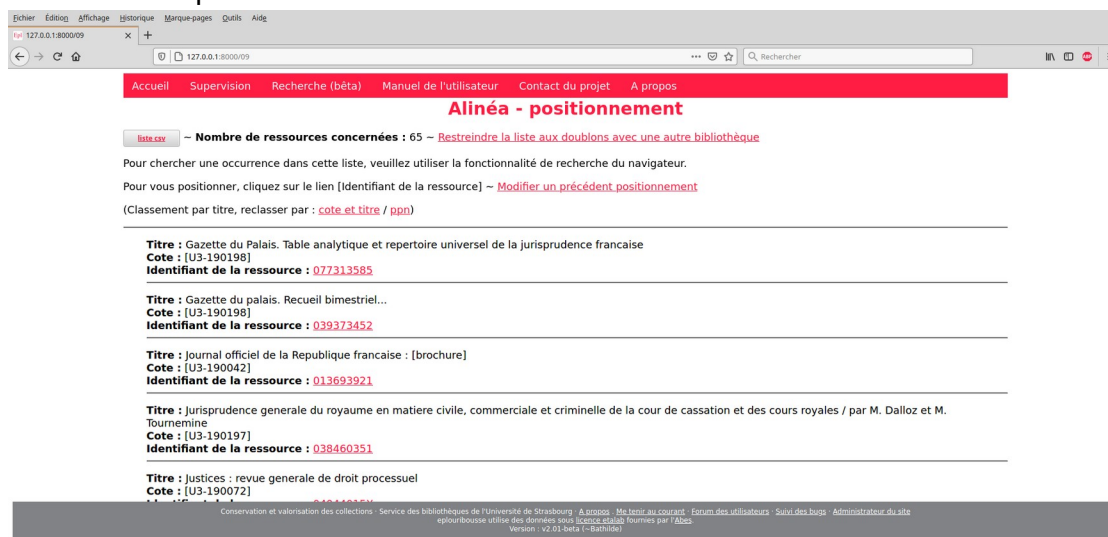 Fichier Édition Affichage Historique Marque-pages Outils Aide
Epl 127.0.0.1:8000/09
127.0.0.1:8000/09 Rechercher
Accueil Supervision Recherche (bêta) Manuel de l'utilisateur Contact du projet A propos
Alinéa - positionnement
liste csv ~ Nombre de ressources concernées : 65 ~ Restreindre la liste aux doublons avec une autre bibliothèque
Pour chercher une occurrence dans cette liste, veuillez utiliser la fonctionnalité de recherche du navigateur.
Pour vous positionner, cliquez sur le lien [Identifiant de la ressource] ~ Modifier un précédent positionnement
(Classement par titre, reclasser par : cote et titre / ppn)
Titre : Gazette du Palais. Table analytique et repertoire universel de la jurisprudence francaise
Cote : [U3-190198]
Identifiant de la ressource : 077313585
Titre : Gazette du palais. Recueil bimestriel...
Cote : [U3-190198]
Identifiant de la ressource : 039373452
Titre : Journal officiel de la Republique francaise : [brochure]
Cote : [U3-190042]
Identifiant de la ressource : 013693921
Titre : Jurisprudence generale du royaume en matiere civile, commerciale et criminelle de la cour de cassation et des cours royales / par M. Dalloz et M.
Tournemine
Cote : [U3-190197]
Identifiant de la ressource : 038460351
Titre : Justices : revue generale de droit processuel
Cote : [U3-190072]
Conservation et valorisation des collections · Service des bibliothèques de l'Université de Strasbourg · A propos · Me tenir au courant · Forum des utilisateurs · Suivi des bugs · Administrateur du site
eplouribousse utilise des données sous licence etalab fournies par l'Abes.
Version : v2.01-beta (~Bathilde)